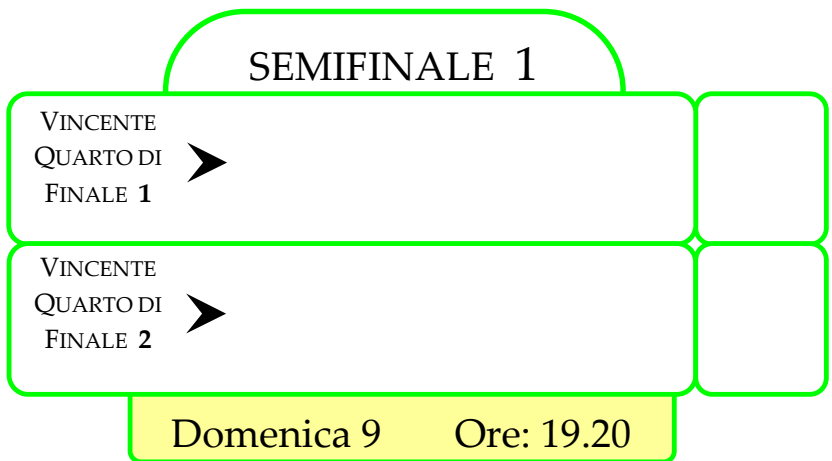 SEMIFINALE 1
VINCENTE
QUARTO DI
FINALE 1
VINCENTE
QUARTO DI
FINALE 2
Domenica 9 Ore: 19.20